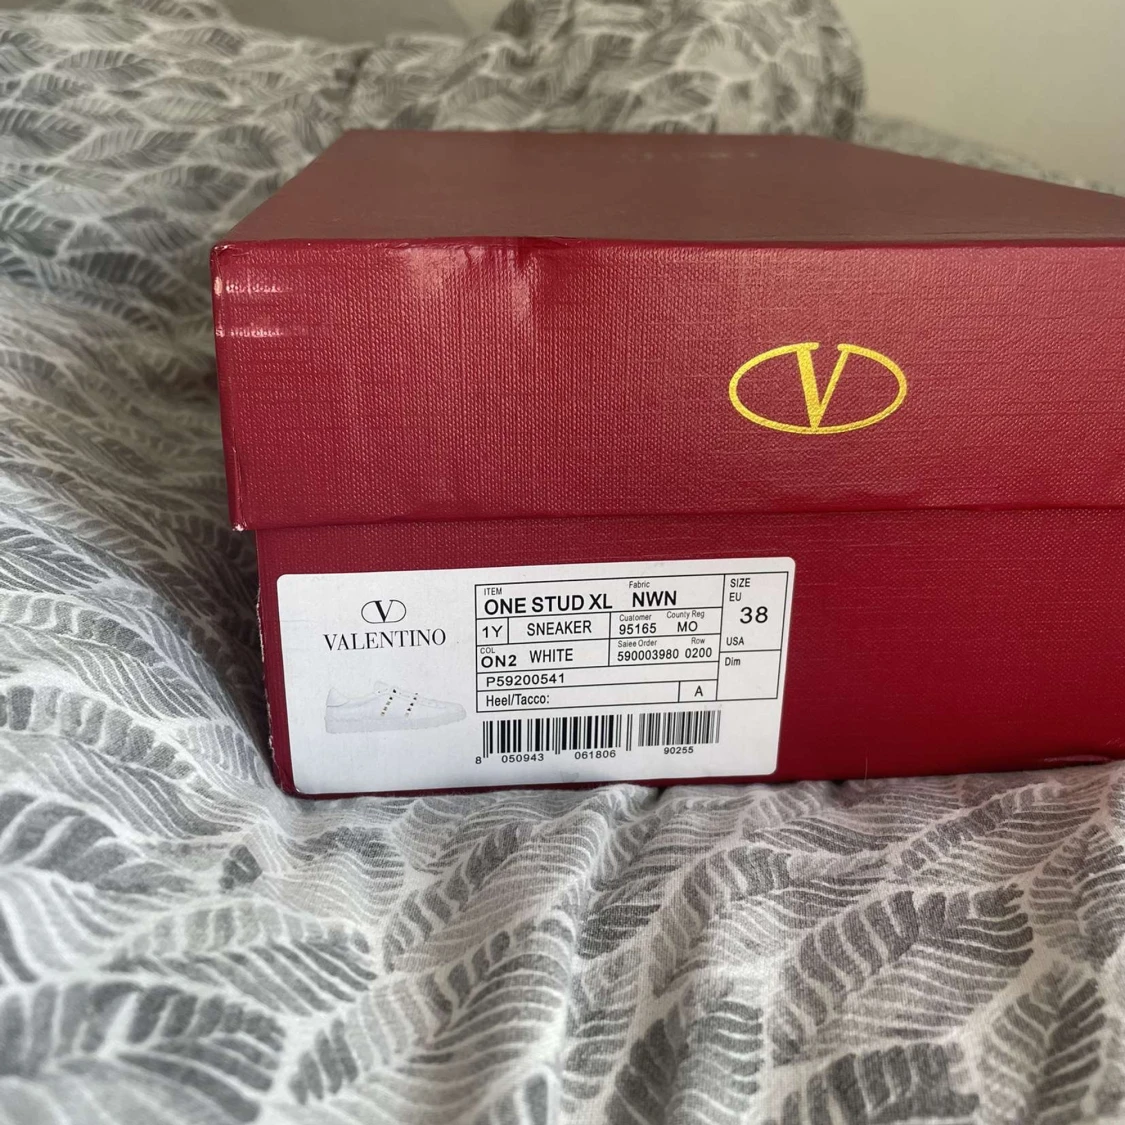 V
V
VALENTINO
ITEM Fabric
ONE STUD XL NWN
1Y SNEAKER
Customer County Reg
95165 MO
COL
ON2 WHITE
Salee Order Row
590003980 0200
P59200541
Heel/Tacco: A
SIZE
EU
38
USA
Dim
8 050943 061806 90255